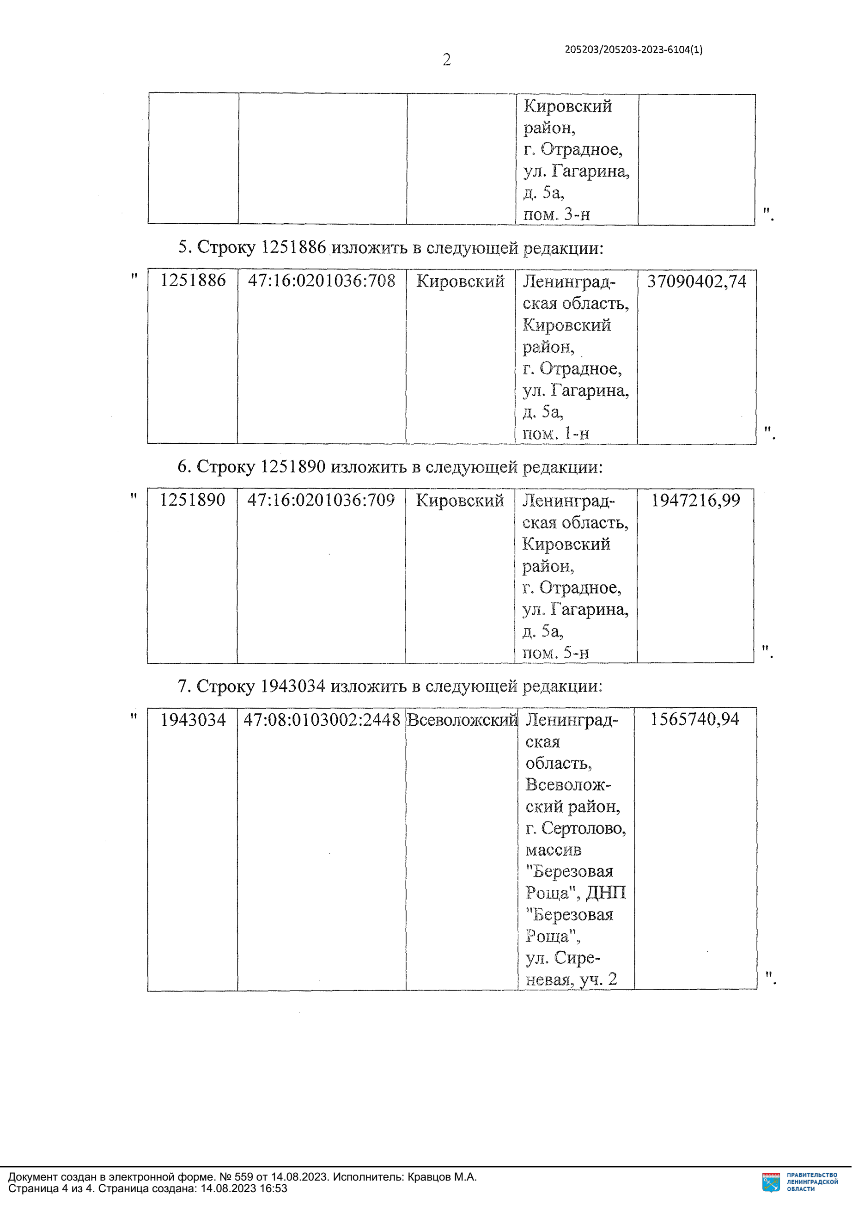 205203/205203-2023-6104(1)
2
Кировский
район,
г. Отрадное,
ул. Гагарина,
д. 5а,
пом. 3-н
".
5. Строку 1251886 изложить в следующей редакции:
" 1251886 47:16:0201036:708 Кировский Ленинград- 37090402,74
ская область,
Кировский
район,
г. Отрадное,
ул. Гагарина,
д. 5а,
пом. 1-н
".
6. Строку 1251890 изложить в следующей редакции:
" 1251890 47:16:0201036:709 Кировский Ленинград- 1947216,99
ская область,
Кировский
район,
г. Отрадное,
ул. Гагарина,
д. 5а,
пом. 5-н
".
7. Строку 1943034 изложить в следующей редакции:
" 1943034 47:08:0103002:2448 Всеволожский Ленинград- 1565740,94
ская
область,
Всеволож-
ский район,
г. Сертолово,
массив
"Березовая
Роща", ДНП
"Березовая
Роща",
ул. Сире-
невая, уч. 2
".
Документ создан в электронной форме. № 559 от 14.08.2023. Исполнитель: Кравцов М.А.
Страница 4 из 4. Страница создана: 14.08.2023 16:53
ПРАВИТЕЛЬСТВО
ЛЕНИНГРАДСКОЙ
ОБЛАСТИ